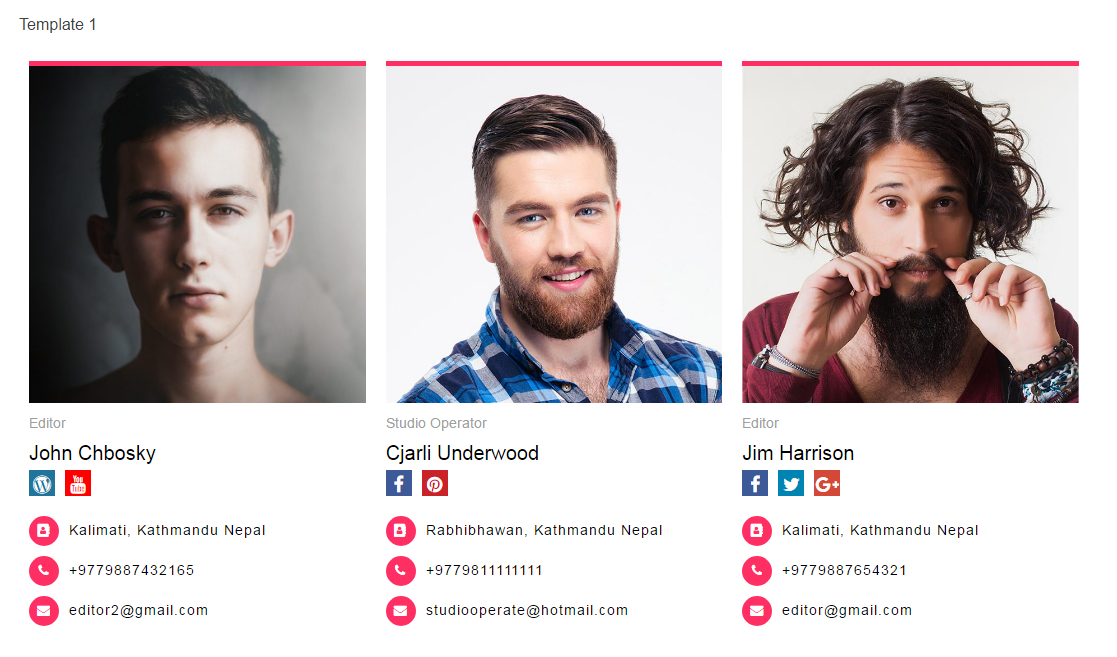 Template 1
Editor
John Chbosky
You
Tube
Kalimati, Kathmandu Nepal
+9779887432165
editor2@gmail.com
Studio Operator
Cjarli Underwood
Rabhibhawan, Kathmandu Nepal
+9779811111111
studiooperate@hotmail.com
Editor
Jim Harrison
G+
Kalimati, Kathmandu Nepal
+9779887654321
editor@gmail.com